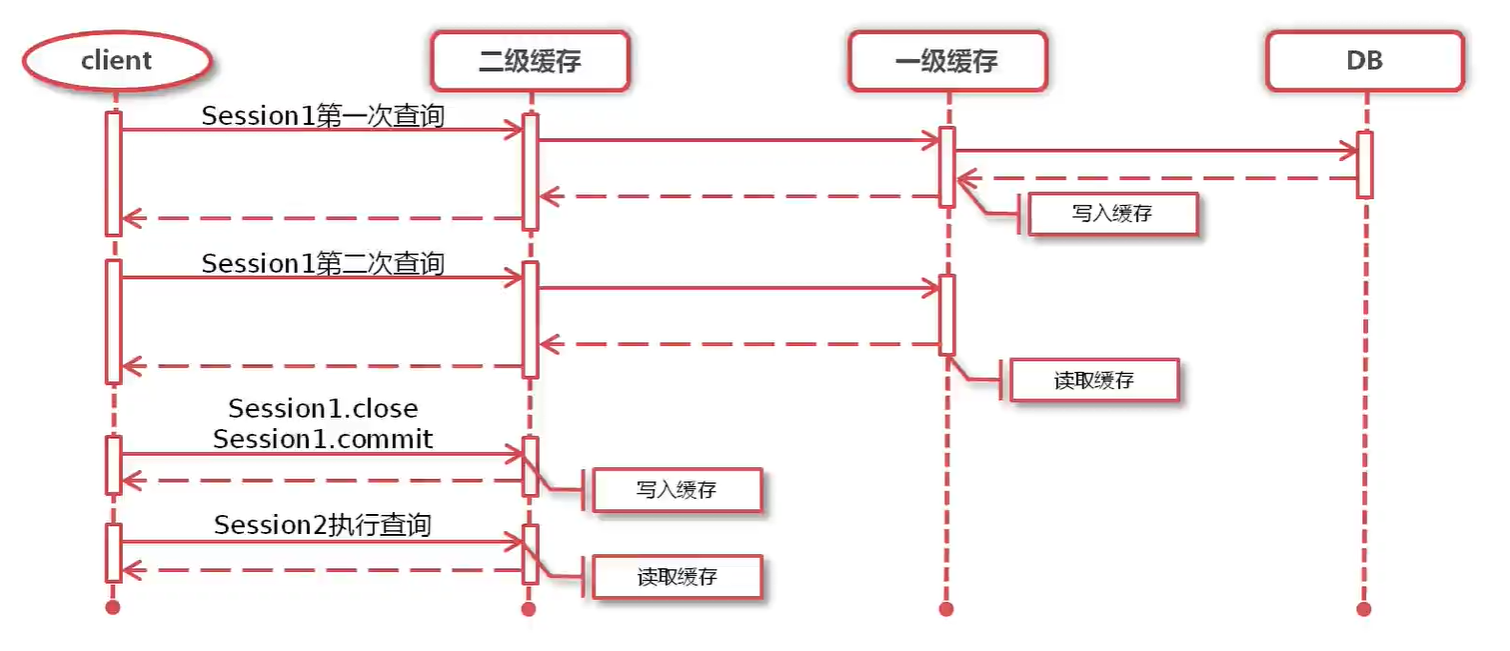 client
二级缓存
一级缓存
DB
Session1第一次查询
写入缓存
Session1第二次查询
读取缓存
Session1.close
Session1.commit
写入缓存
Session2执行查询
读取缓存